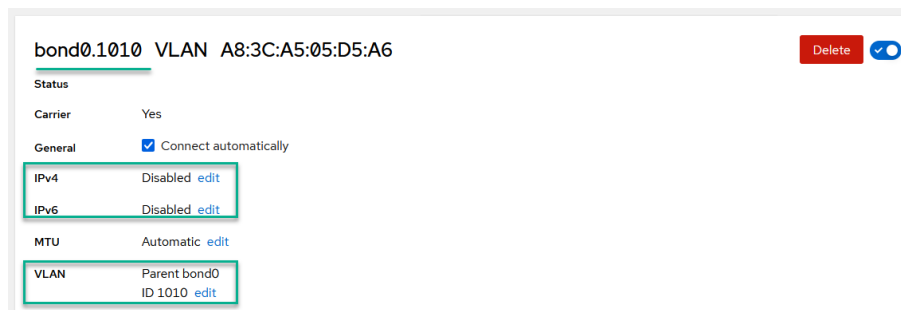 bond0.1010 VLAN A8:3C:A5:05:D5:A6 Delete
Status
Carrier Yes
General Connect automatically
IPv4 Disabled edit
IPv6 Disabled edit
MTU Automatic edit
VLAN Parent bond0
ID 1010 edit